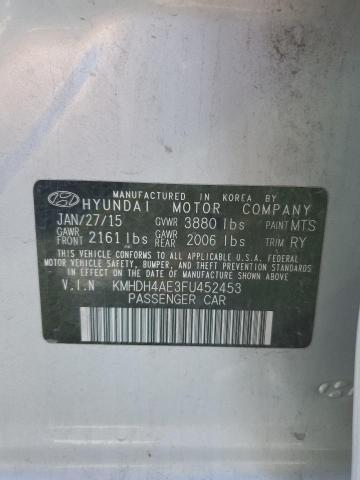 MANUFACTURED IN KOREA BY
HYUNDAI MOTOR COMPANY
JAN/27/15 GVWR 3880 lbs PAINT MTS
GAWR FRONT 2161 lbs GAWR REAR 2006 lbs TRIM RY
THIS VEHICLE CONFORMS TO ALL APPLICABLE U.S. FEDERAL
MOTOR VEHICLE SAFETY, BUMPER, AND THEFT PREVENTION
STANDARDS IN EFFECT ON THE DATE OF MANUFACTURE SHOWN ABOVE.
V.I.N KMHDH4AE3FU452453
PASSENGER CAR